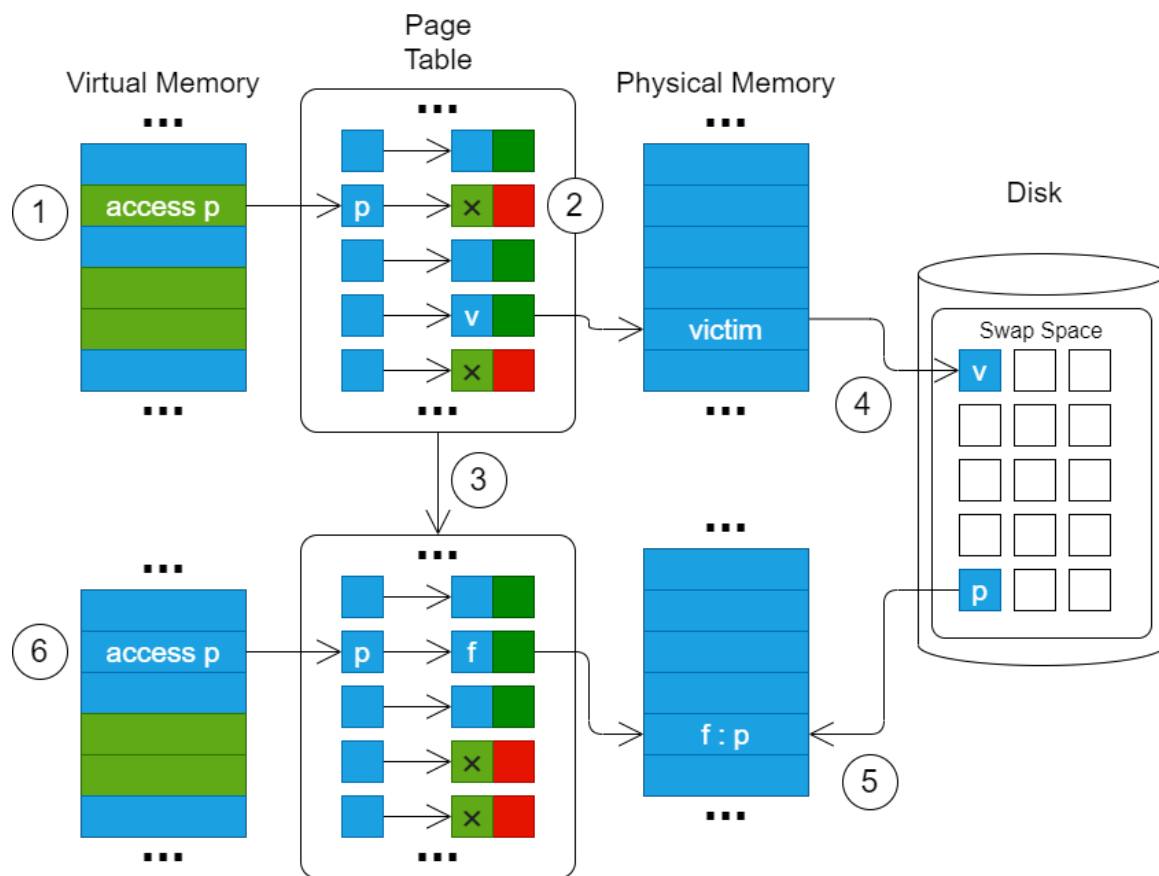 Page
Table
Virtual Memory
Physical Memory
...
...
...
1
access p
p
×
2
Disk
v
victim
Swap Space
v
×
...
...
...
4
3
...
...
...
p
6
access p
p
f
f : p
×
5
×
...
...
...